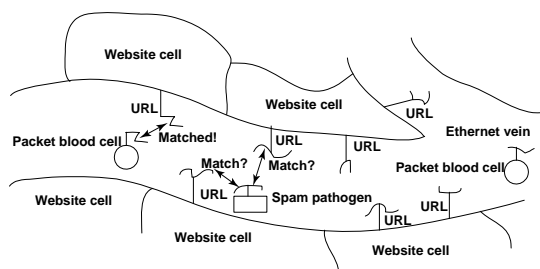 Website cell
Website cell
URL
URL
Ethernet vein
Packet blood cell
Matched!
URL
URL
Packet blood cell
Match?
Match?
URL
Spam pathogen
Website cell
URL
URL
Website cell
Website cell